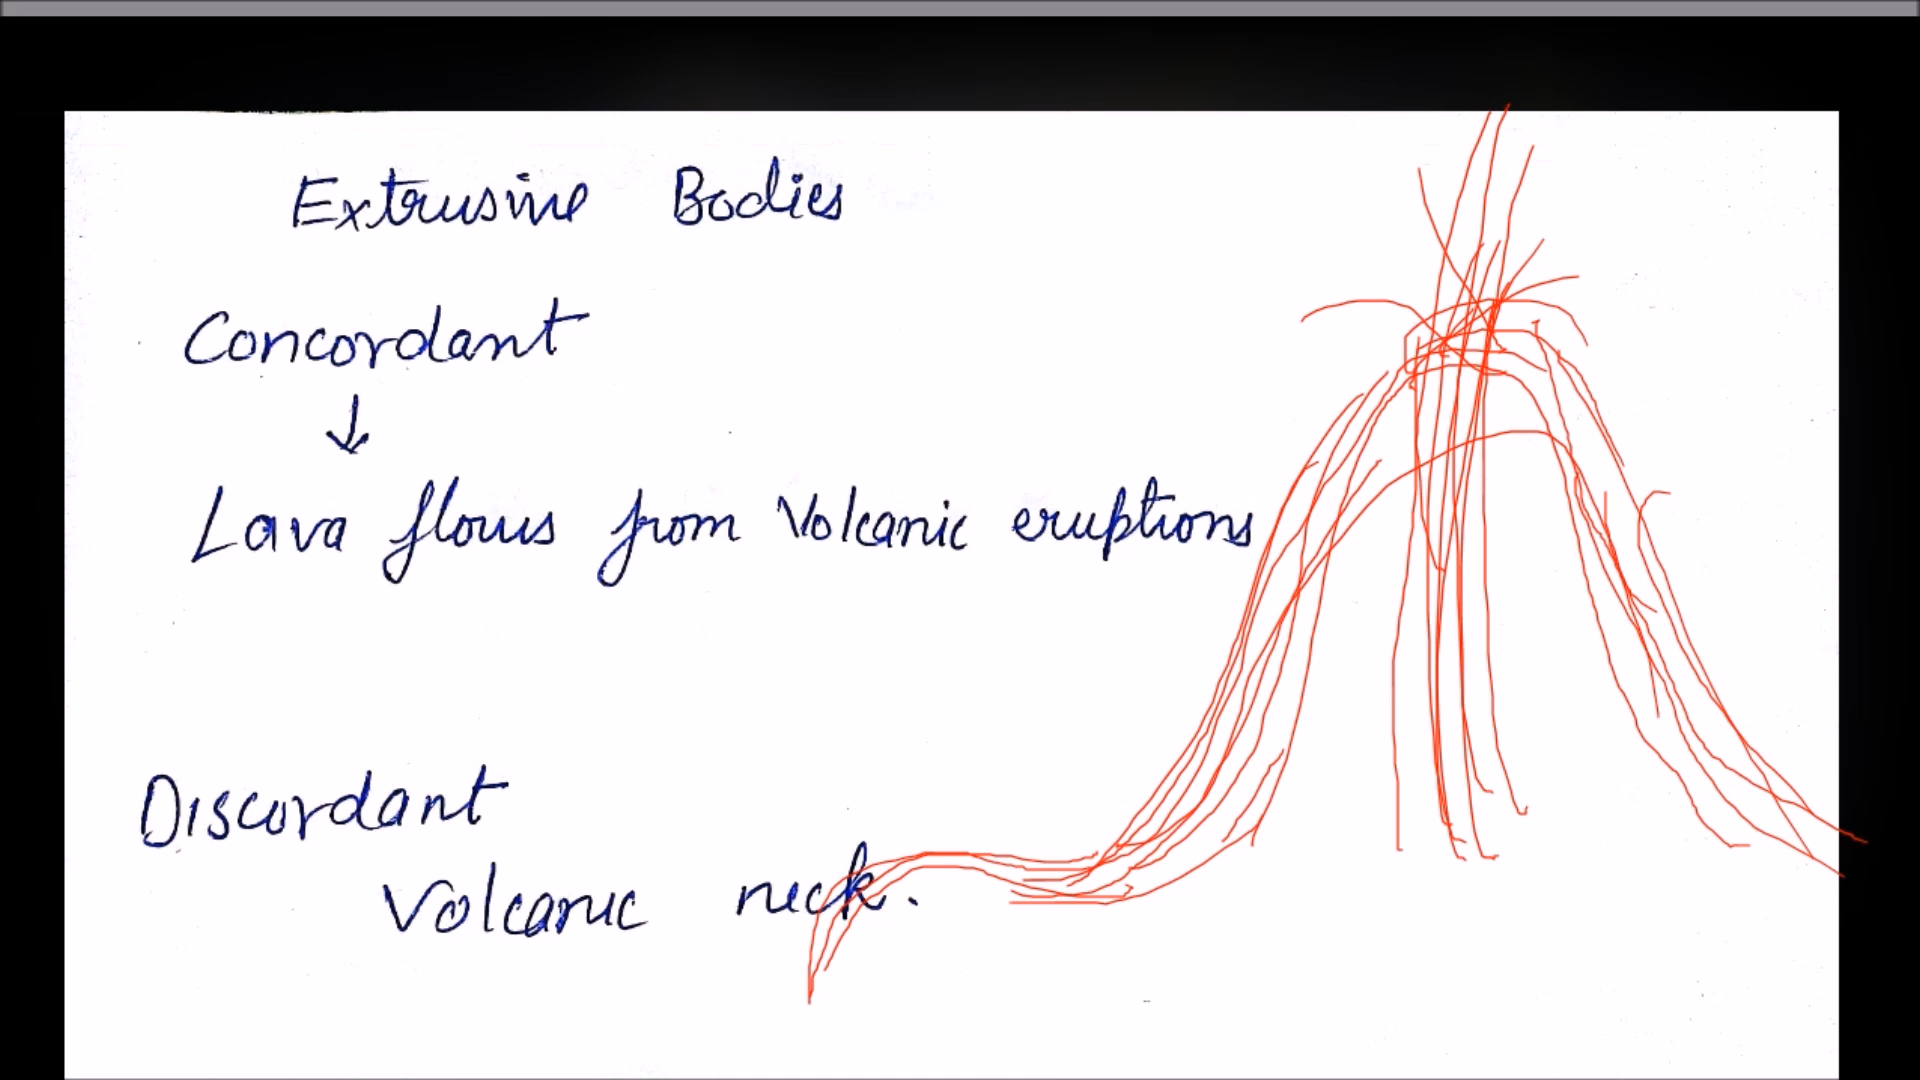 Extrusive Bodies
Concordant
↓
Lava flows from Volcanic eruptions
Discordant
Volcanic neck.